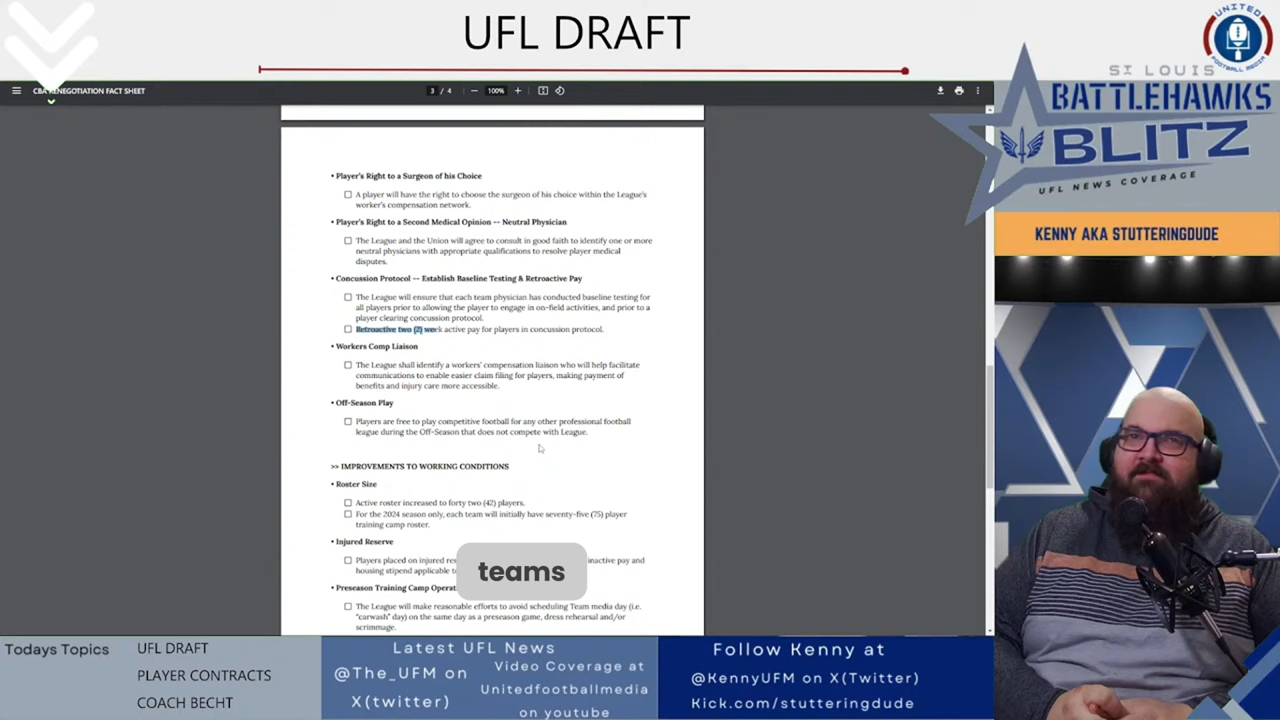 UFL DRAFT
UNITED
FOOTBALL MEDIA
ST LOUIS
BATTLEHAWKS
BLITZ
UFL NEWS COVERAGE
KENNY AKA STUTTERINGDUDE
CBA RENEGOTIATION FACT SHEET
3 / 4
100%
• Player's Right to a Surgeon of his Choice
A player will have the right to choose the surgeon of his choice within the League's
worker's compensation network.
• Player's Right to a Second Medical Opinion -- Neutral Physician
The League and the Union will agree to consult in good faith to identify one or more
neutral physicians with appropriate qualifications to resolve player medical
disputes.
• Concussion Protocol -- Establish Baseline Testing & Retroactive Pay
The League will ensure that each team physician has conducted baseline testing for
all players prior to allowing the player to engage in on-field activities, and prior to a
player clearing concussion protocol.
Retroactive two (2) week active pay for players in concussion protocol.
• Workers Comp Liaison
The League shall identify a workers' compensation liaison who will help facilitate
communications to enable easier claim filing for players, making payment of
benefits and injury care more accessible.
• Off-Season Play
Players are free to play competitive football for any other professional football
league during the Off-Season that does not compete with League.
>> IMPROVEMENTS TO WORKING CONDITIONS
• Roster Size
Active roster increased to forty two (42) players.
For the 2024 season only, each team will initially have seventy-five (75) player
training camp roster.
• Injured Reserve
Players placed on injured inactive pay and
housing stipend applicable
teams
• Preseason Training Camp
The League will make reasonable efforts to avoid scheduling Team media day (i.e.
"carwash" day) on the same day as a preseason game, dress rehearsal and/or
scrimmage.
Todays Topics
UFL DRAFT
PLAYER CONTRACTS
COACH BECHT
Latest UFL News
@The_UFM on
X(twitter)
Video Coverage at
Unitedfootballmedia
on youtube
Follow Kenny at
@KennyUFM on X(Twitter)
Kick.com/stutteringdude